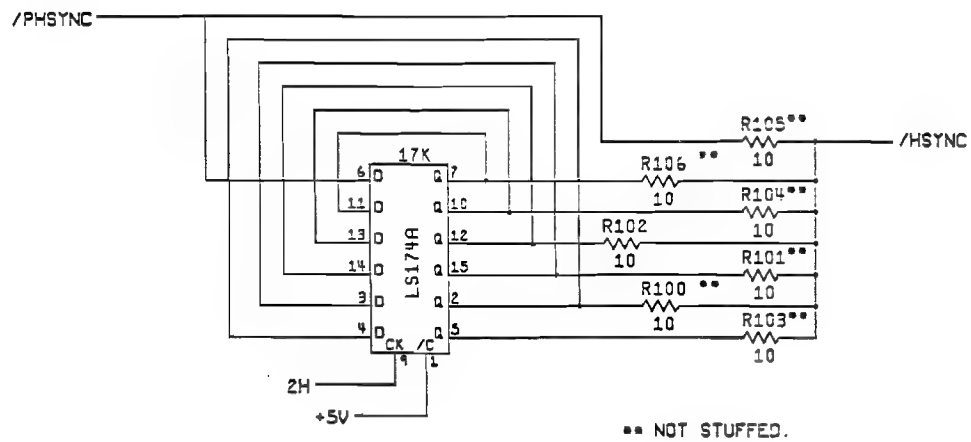 /PHSYNC
R105**
10
/HSYNC
17K
R106 **
10
6 D Q 7
11 D Q 10
R104**
10
13 D Q 12
R102
10
14 D Q 15
R101**
10
3 D Q 2
R100 **
10
4 D Q 5
R103**
10
LS174A
CK /C
9 1
2H
+5V
** NOT STUFFED.